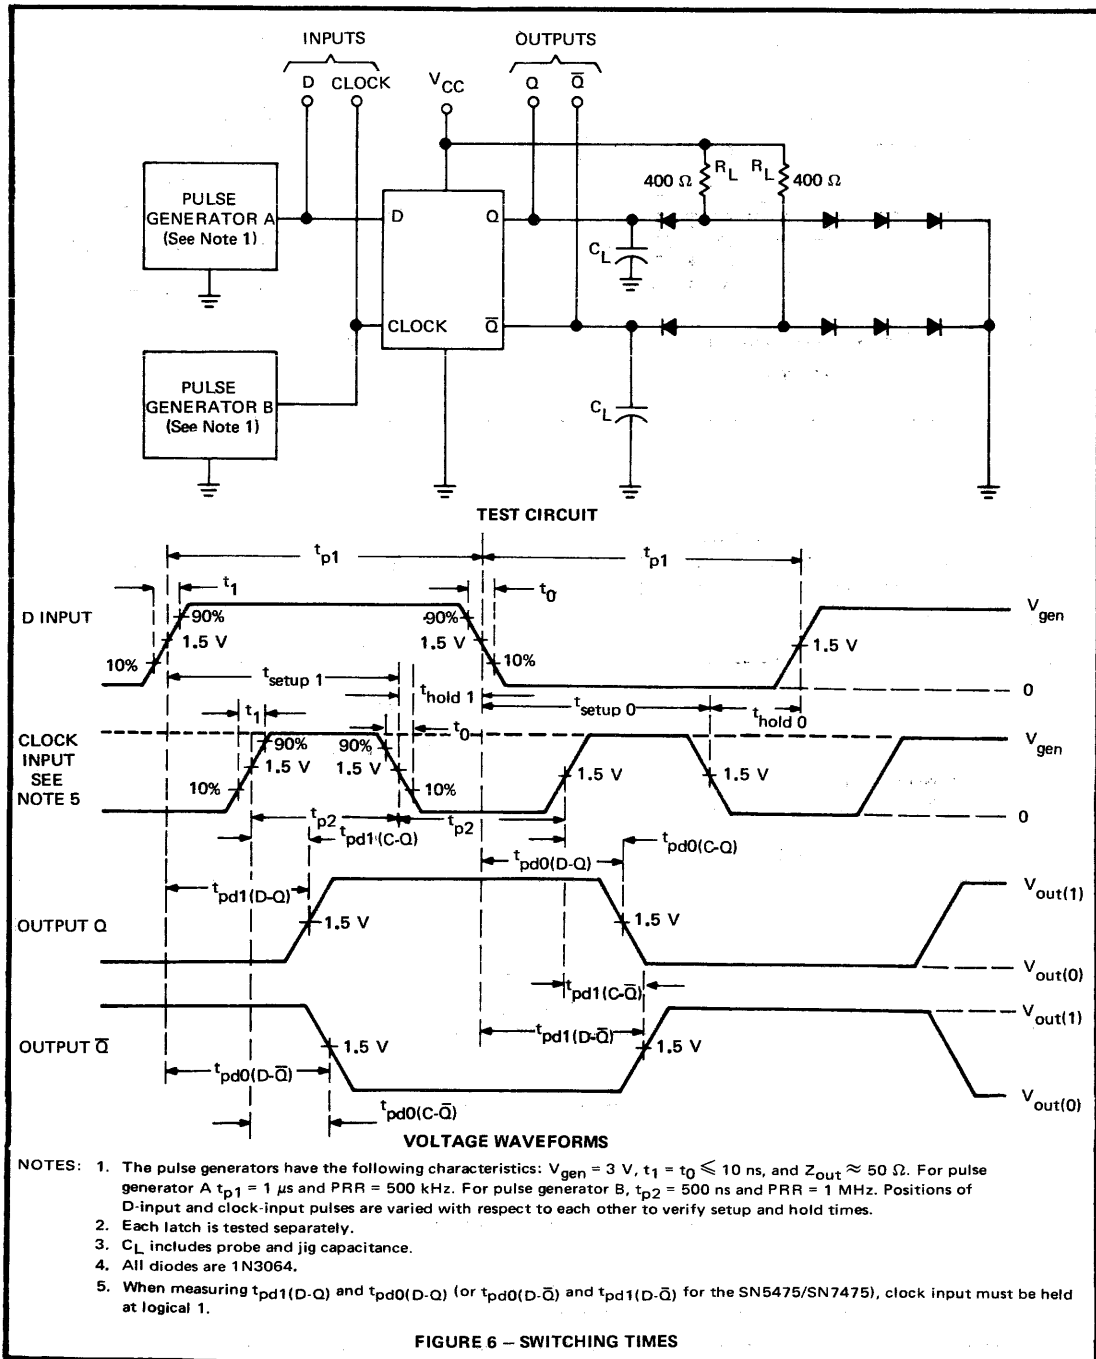 INPUTS
OUTPUTS
D CLOCK
VCC
Q Q̅
RL RL
400 Ω 400 Ω
PULSE
GENERATOR A
(See Note 1)
D Q
CL
CLOCK Q̅
PULSE
GENERATOR B
(See Note 1)
CL
TEST CIRCUIT
tp1 tp1
t1 t0
D INPUT
90% 90%
Vgen
1.5 V 1.5 V 1.5 V
10% 10%
tsetup 1
thold 1
0
tsetup 0
thold 0
t1 t0
CLOCK
INPUT
SEE
NOTE 5
90% 90%
Vgen
1.5 V 1.5 V 1.5 V 1.5 V
10% 10%
0
tp2 tp2
tpd1(C-Q)
tpd0(C-Q)
tpd0(D-Q)
tpd1(D-Q)
Vout(1)
OUTPUT Q
1.5 V 1.5 V
Vout(0)
tpd1(C-Q̅)
Vout(1)
tpd1(D-Q̅)
OUTPUT Q̅
1.5 V 1.5 V
tpd0(D-Q̅)
Vout(0)
tpd0(C-Q̅)
VOLTAGE WAVEFORMS
NOTES: 1. The pulse generators have the following characteristics: Vgen = 3 V, t1 = t0 ⩽ 10 ns, and Zout ≈ 50 Ω. For pulse
generator A tp1 = 1 µs and PRR = 500 kHz. For pulse generator B, tp2 = 500 ns and PRR = 1 MHz. Positions of
D-input and clock-input pulses are varied with respect to each other to verify setup and hold times.
2. Each latch is tested separately.
3. CL includes probe and jig capacitance.
4. All diodes are 1N3064.
5. When measuring tpd1(D-Q) and tpd0(D-Q) (or tpd0(D-Q̅) and tpd1(D-Q̅) for the SN5475/SN7475), clock input must be held
at logical 1.
FIGURE 6 – SWITCHING TIMES